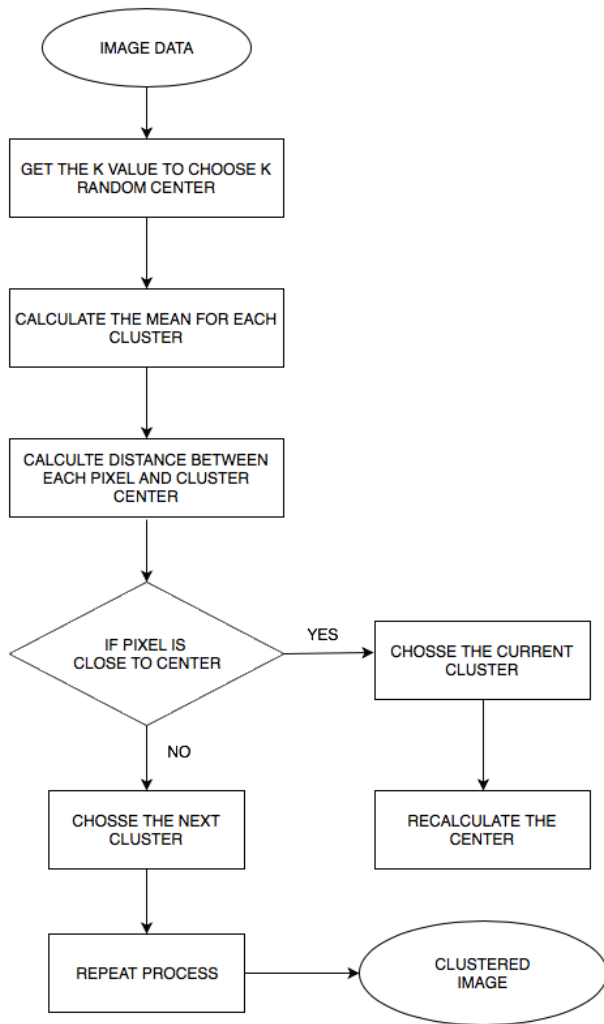 IMAGE DATA
GET THE K VALUE TO CHOOSE K
RANDOM CENTER
CALCULATE THE MEAN FOR EACH
CLUSTER
CALCULTE DISTANCE BETWEEN
EACH PIXEL AND CLUSTER
CENTER
IF PIXEL IS
CLOSE TO CENTER
YES
CHOSSE THE CURRENT
CLUSTER
NO
CHOSSE THE NEXT
CLUSTER
RECALCULATE THE
CENTER
REPEAT PROCESS
CLUSTERED
IMAGE